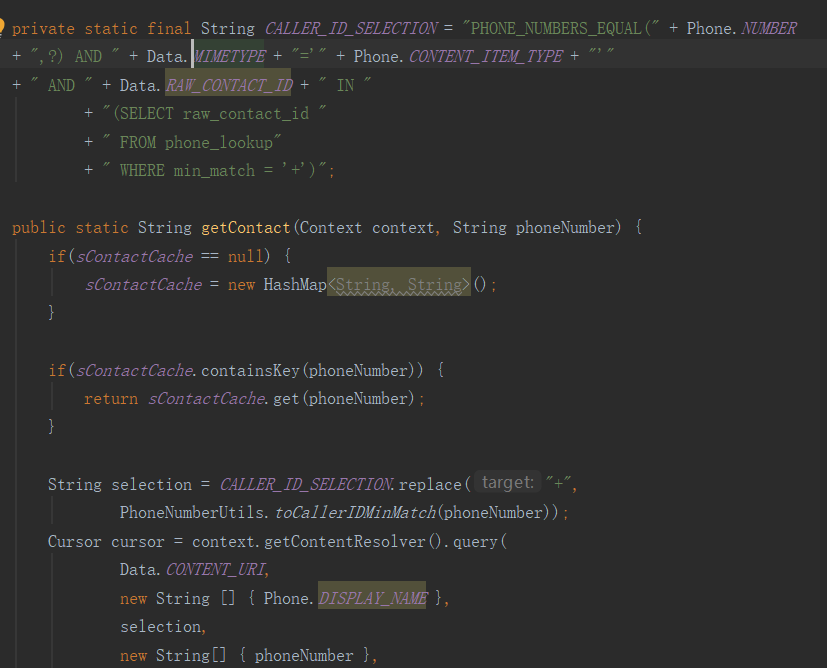 private static final String CALLER_ID_SELECTION = "PHONE_NUMBERS_EQUAL(" + Phone.NUMBER
+ ",?) AND " + Data.MIMETYPE + "='" + Phone.CONTENT_ITEM_TYPE + "'"
+ " AND " + Data.RAW_CONTACT_ID + " IN "
+ "(SELECT raw_contact_id "
+ " FROM phone_lookup"
+ " WHERE min_match = '+')";
public static String getContact(Context context, String phoneNumber) {
if(sContactCache == null) {
sContactCache = new HashMap<String, String>();
}
if(sContactCache.containsKey(phoneNumber)) {
return sContactCache.get(phoneNumber);
}
String selection = CALLER_ID_SELECTION.replace( target: "+",
PhoneNumberUtils.toCallerIDMinMatch(phoneNumber));
Cursor cursor = context.getContentResolver().query(
Data.CONTENT_URI,
new String [] { Phone.DISPLAY_NAME },
selection,
new String[] { phoneNumber },